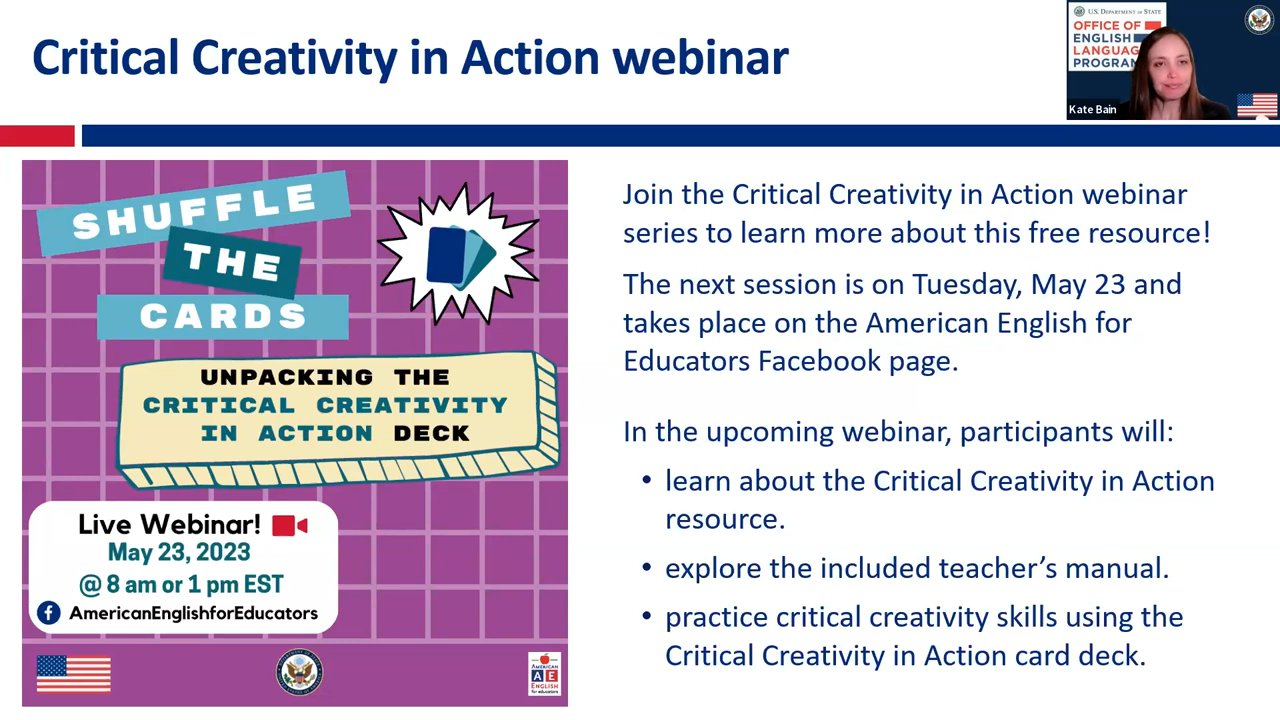 Critical Creativity in Action webinar
U.S. DEPARTMENT OF STATE
OFFICE OF
ENGLISH
LANGUAGE
PROGRAM
Kate Bain
SHUFFLE
THE
CARDS
UNPACKING THE
CRITICAL CREATIVITY
IN ACTION DECK
Live Webinar!
May 23, 2023
@ 8 am or 1 pm EST
AmericanEnglishforEducators
AMERICAN
A E
ENGLISH
for educators
Join the Critical Creativity in Action webinar
series to learn more about this free resource!
The next session is on Tuesday, May 23 and
takes place on the American English for
Educators Facebook page.
In the upcoming webinar, participants will:
• learn about the Critical Creativity in Action
resource.
• explore the included teacher's manual.
• practice critical creativity skills using the
Critical Creativity in Action card deck.